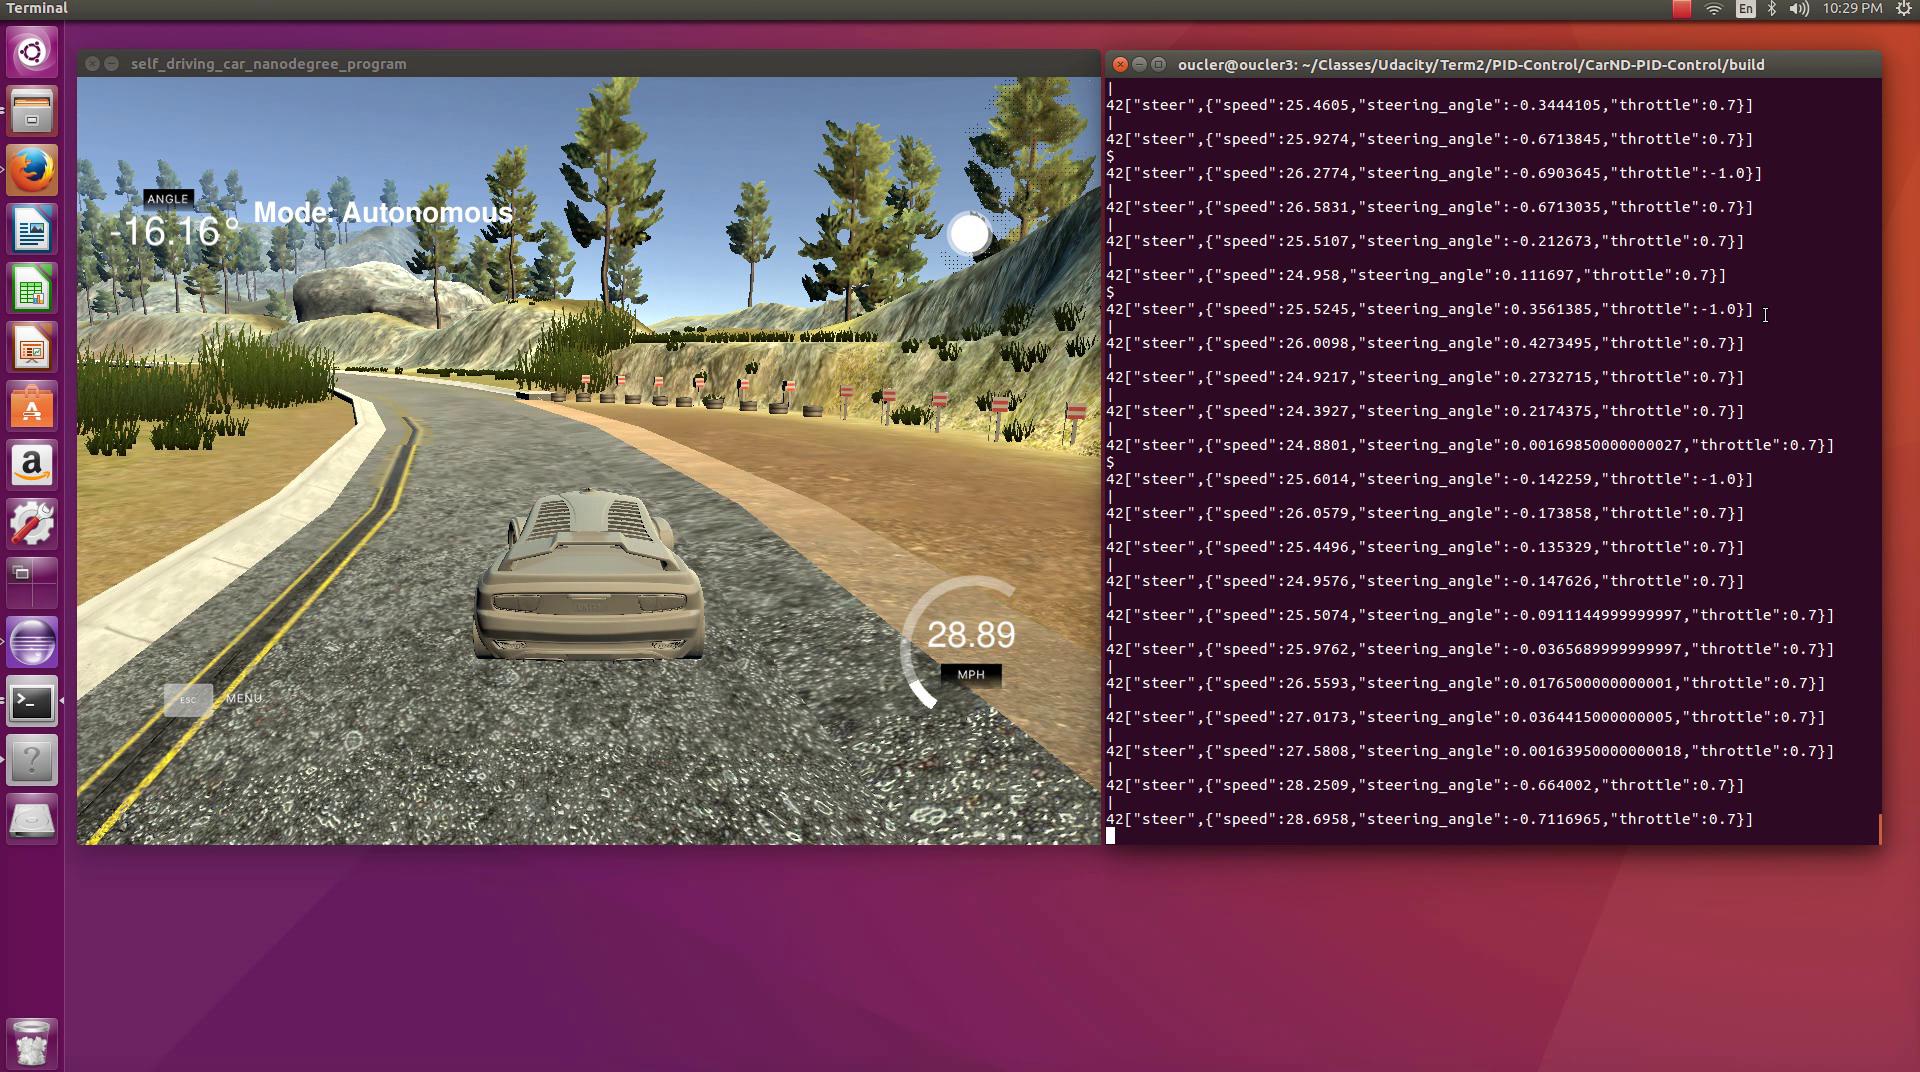 Terminal
En
10:29 PM
self_driving_car_nanodegree_program
ANGLE
-16.16°
Mode: Autonomous
28.89
MPH
ESC
MENU
oucler@oucler3: ~/Classes/Udacity/Term2/PID-Control/CarND-PID-Control/build
|
42["steer",{"speed":25.4605,"steering_angle":-0.3444105,"throttle":0.7}]
|
42["steer",{"speed":25.9274,"steering_angle":-0.6713845,"throttle":0.7}]
$
42["steer",{"speed":26.2774,"steering_angle":-0.6903645,"throttle":-1.0}]
|
42["steer",{"speed":26.5831,"steering_angle":-0.6713035,"throttle":0.7}]
|
42["steer",{"speed":25.5107,"steering_angle":-0.212673,"throttle":0.7}]
|
42["steer",{"speed":24.958,"steering_angle":0.111697,"throttle":0.7}]
$
42["steer",{"speed":25.5245,"steering_angle":0.3561385,"throttle":-1.0}]
|
42["steer",{"speed":26.0098,"steering_angle":0.4273495,"throttle":0.7}]
|
42["steer",{"speed":24.9217,"steering_angle":0.2732715,"throttle":0.7}]
|
42["steer",{"speed":24.3927,"steering_angle":0.2174375,"throttle":0.7}]
|
42["steer",{"speed":24.8801,"steering_angle":0.00169850000000027,"throttle":0.7}]
$
42["steer",{"speed":25.6014,"steering_angle":-0.142259,"throttle":-1.0}]
|
42["steer",{"speed":26.0579,"steering_angle":-0.173858,"throttle":0.7}]
|
42["steer",{"speed":25.4496,"steering_angle":-0.135329,"throttle":0.7}]
|
42["steer",{"speed":24.9576,"steering_angle":-0.147626,"throttle":0.7}]
|
42["steer",{"speed":25.5074,"steering_angle":-0.0911144999999997,"throttle":0.7}]
|
42["steer",{"speed":25.9762,"steering_angle":-0.0365689999999997,"throttle":0.7}]
|
42["steer",{"speed":26.5593,"steering_angle":0.0176500000000001,"throttle":0.7}]
|
42["steer",{"speed":27.0173,"steering_angle":0.0364415000000005,"throttle":0.7}]
|
42["steer",{"speed":27.5808,"steering_angle":0.00163950000000018,"throttle":0.7}]
|
42["steer",{"speed":28.2509,"steering_angle":-0.664002,"throttle":0.7}]
|
42["steer",{"speed":28.6958,"steering_angle":-0.7116965,"throttle":0.7}]